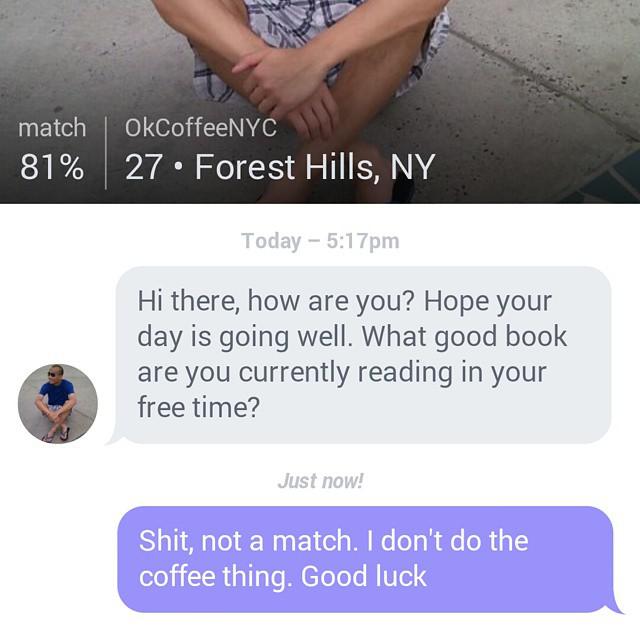 match
OkCoffeeNYC
81%
27 • Forest Hills, NY
Today – 5:17pm
Hi there, how are you? Hope your
day is going well. What good book
are you currently reading in your
free time?
Just now!
Shit, not a match. I don't do the
coffee thing. Good luck